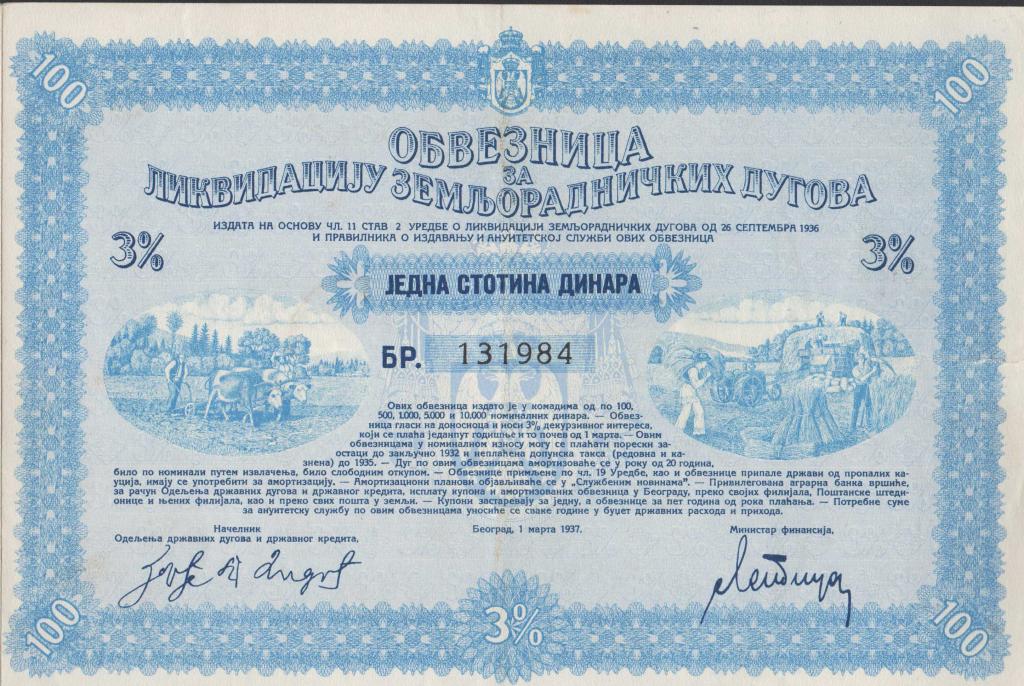 100
100
ОБВЕЗНИЦА
ЗА
ЛИКВИДАЦИЈУ ЗЕМЉОРАДНИЧКИХ ДУГОВА
ИЗДАТА НА ОСНОВУ ЧЛ. 11 СТАВ 2 УРЕДБЕ О ЛИКВИДАЦИЈИ ЗЕМЉОРАДНИЧКИХ ДУГОВА ОД 26 СЕПТЕМБРА 1936
И ПРАВИЛНИКА О ИЗДАВАЊУ И АНУИТЕТСКОЈ СЛУЖБИ ОВИХ ОБВЕЗНИЦА
3%
3%
ЈЕДНА СТОТИНА ДИНАРА
БР. 131984
Ових обвезница издато је у комадима од по 100,
500, 1.000, 5.000 и 10.000 номиналних динара. — Обвез-
ница гласи на доносиоца и носи 3% декурзивног интереса,
који се плаћа једанпут годишње и то почев од 1 марта. — Овим
обвезницама у номиналном износу могу се плаћати порески за-
остаци до закључно 1932 и неплаћена допунска такса (редовна и ка-
знена) до 1935. — Дуг по овим обвезницама амортизоваће се у року од 20 година,
било по номинали путем извлачења, било слободним откупом. — Обвезнице примљене по чл. 19 Уредбе, као и обвезнице припале држави од пропалих ка-
уција, имају се употребити за амортизацију. — Амортизациони планови објављиваће се у „Службеним новинама". — Привилегована аграрна банка вршиће,
за рачун Одељења државних дугова и државног кредита, исплату купона и амортизованих обвезница у Београду, преко својих филијала, Поштанске штеди-
онице и њених филијала, као и преко свих пошта у земљи. — Купони застаревају за једну, а обвезнице за пет година од рока плаћања. — Потребне суме
за ануитетску службу по овим обвезницама уносиће се сваке године у буџет државних расхода и прихода.
Начелник
Одељења државних дугова и државног кредита,
Београд, 1 марта 1937.
Министар финансија,
100
3%
100